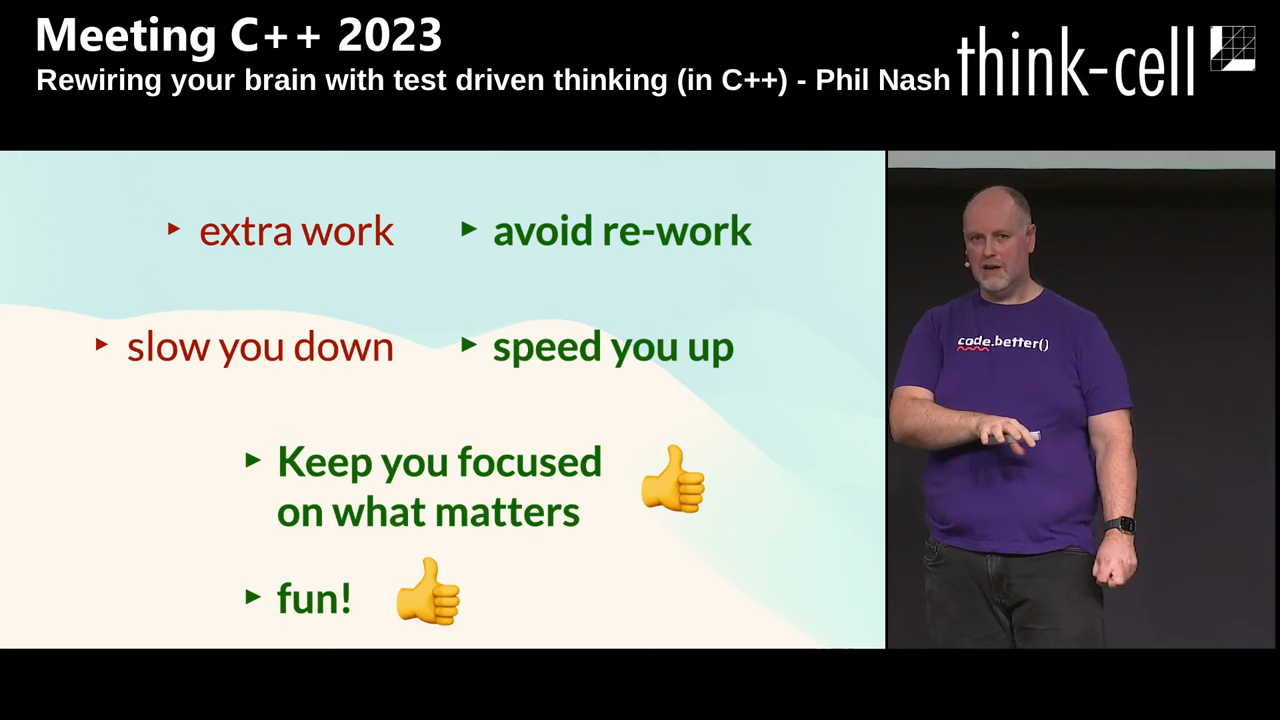 Meeting C++ 2023
Rewiring your brain with test driven thinking (in C++) - Phil Nash
think-cell
‣ extra work
‣ avoid re-work
‣ slow you down
‣ speed you up
‣ Keep you focused
on what matters
‣ fun!
code.better()